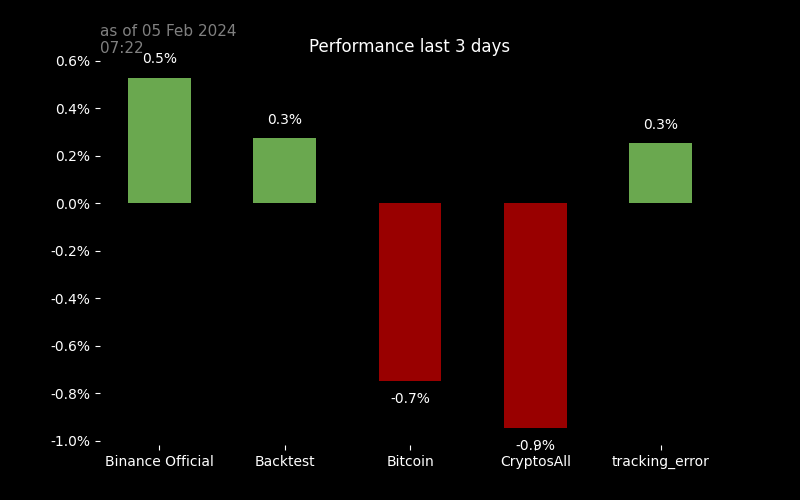 as of 05 Feb 2024
07:22
Performance last 3 days
0.6%
0.4%
0.2%
0.0%
-0.2%
-0.4%
-0.6%
-0.8%
-1.0%
0.5%
0.3%
-0.7%
-0.9%
0.3%
Binance Official
Backtest
Bitcoin
CryptosAll
tracking_error